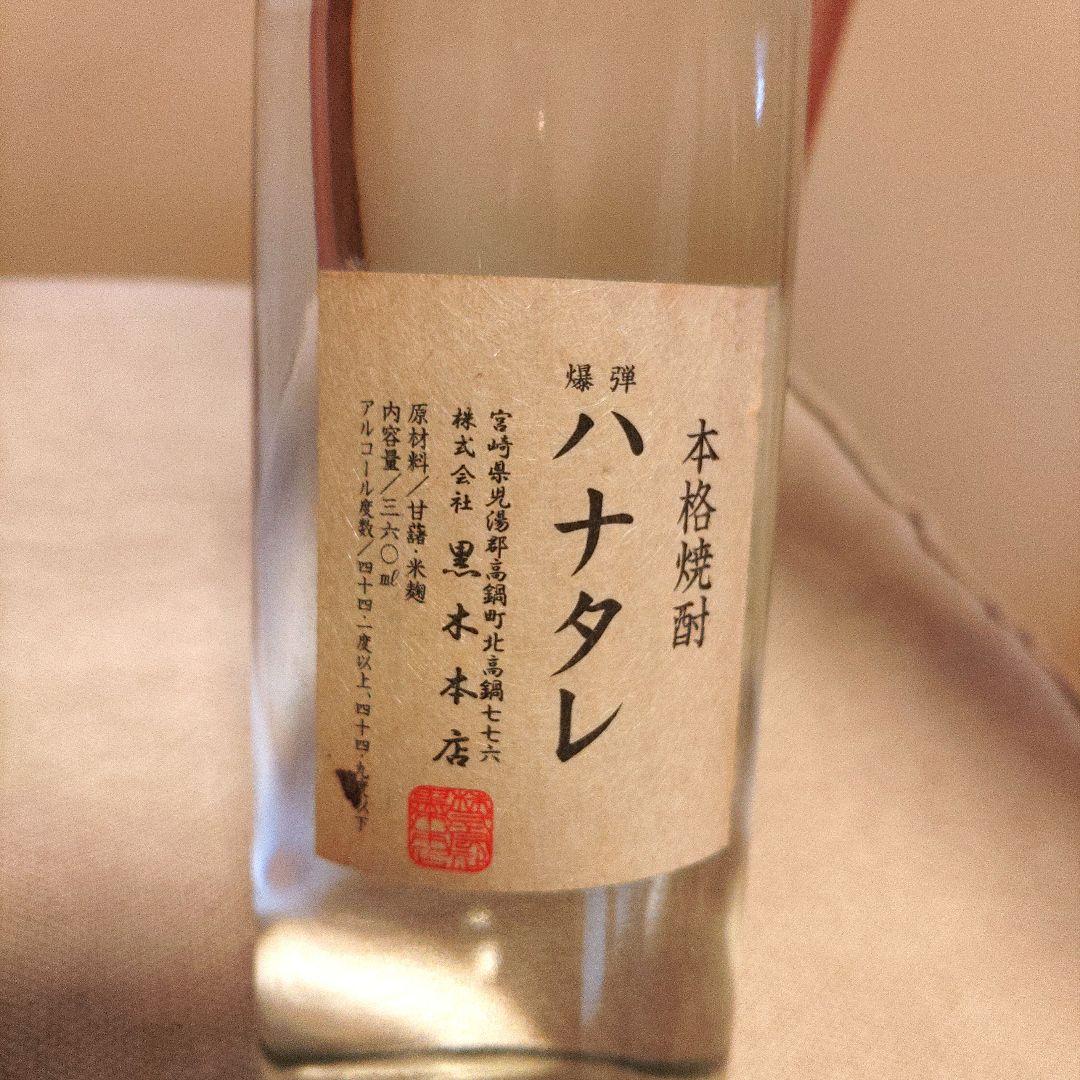 本格焼酎
爆弾
ハナタレ
宮崎県児湯郡高鍋町北高鍋七七六
株式会社 黒木本店
原材料／甘藷・米麹
内容量／三六〇ml
アルコール度数／四十四・一度以上、四十四・九度以下